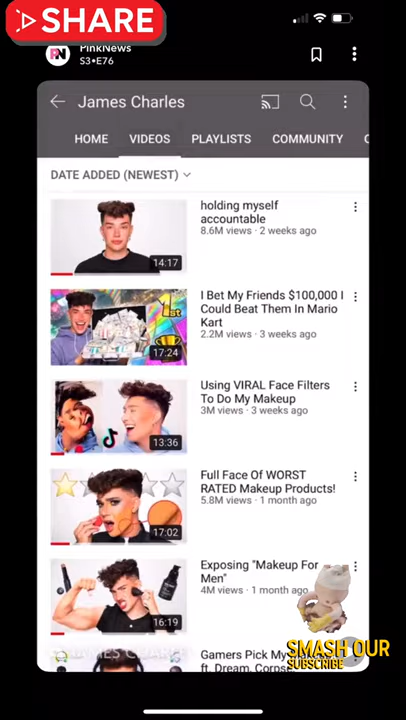 SHARE
PinkNews
S3•E76
James Charles
HOME VIDEOS PLAYLISTS COMMUNITY
DATE ADDED (NEWEST)
holding myself
accountable
8.6M views · 2 weeks ago
14:17
1st
I Bet My Friends $100,000 I
Could Beat Them In Mario
Kart
2.2M views · 3 weeks ago
17:24
Using VIRAL Face Filters
To Do My Makeup
3M views · 3 weeks ago
13:36
Full Face Of WORST
RATED Makeup Products!
5.8M views · 1 month ago
17:02
Exposing "Makeup For
Men"
4M views · 1 month ago
16:19
Gamers Pick My
ft. Dream, Corpse
JAMES CHARLES
SMASH OUR
SUBSCRIBE